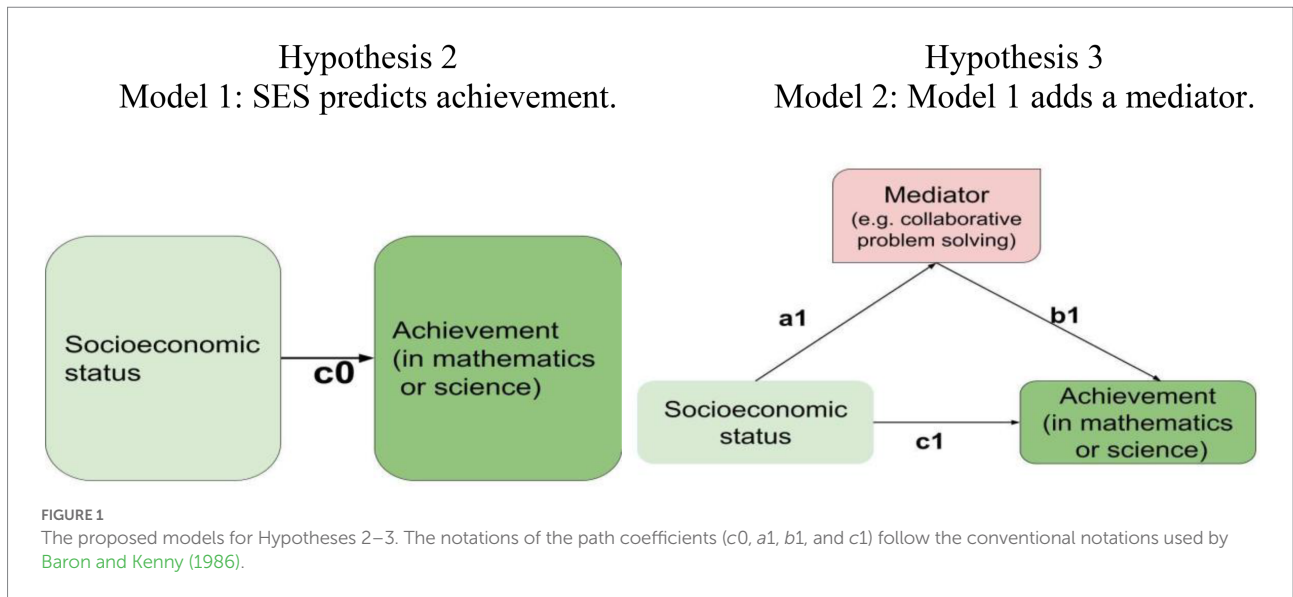 Hypothesis 2
Model 1: SES predicts achievement.
Socioeconomic
status
c0
Achievement
(in mathematics
or science)
Hypothesis 3
Model 2: Model 1 adds a mediator.
Mediator
(e.g. collaborative
problem solving)
a1
b1
Socioeconomic
status
c1
Achievement
(in mathematics
or science)
FIGURE 1
The proposed models for Hypotheses 2–3. The notations of the path coefficients (c0, a1, b1, and c1) follow the conventional notations used by
Baron and Kenny (1986).